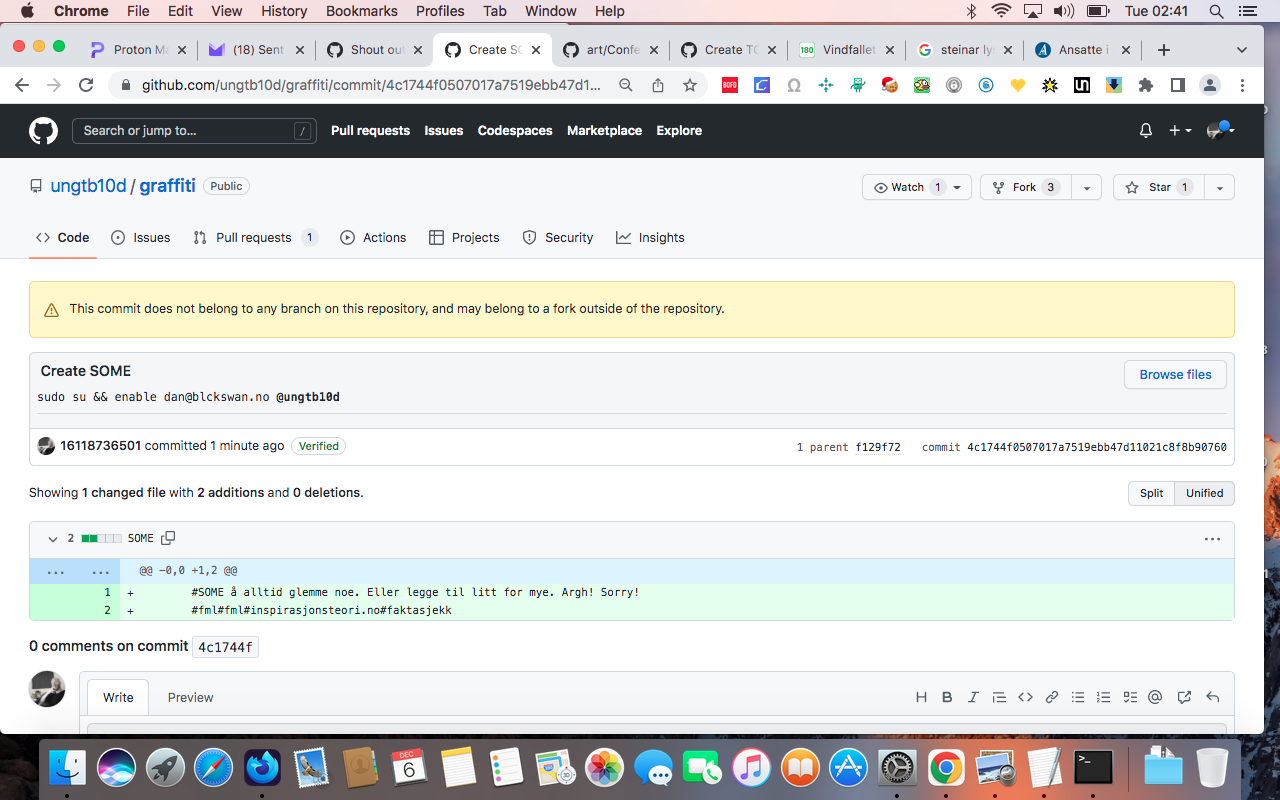 Chrome File Edit View History Bookmarks Profiles Tab Window Help Tue 02:41
Proton Ma (18) Sent Shout out Create SO art/Confe Create TO 180 Vindfallet steinar ly Ansatte i
github.com/ungtb10d/graffiti/commit/4c1744f0507017a7519ebb47d1...
Search or jump to... / Pull requests Issues Codespaces Marketplace Explore
ungtb10d / graffiti Public Watch 1 Fork 3 Star 1
Code Issues Pull requests 1 Actions Projects Security Insights
This commit does not belong to any branch on this repository, and may belong to a fork outside of the repository.
Create SOME
Browse files
sudo su && enable dan@blckswan.no @ungtb10d
16118736501 committed 1 minute ago Verified 1 parent f129f72 commit 4c1744f0507017a7519ebb47d11021c8f8b90760
Showing 1 changed file with 2 additions and 0 deletions. Split Unified
2 SOME
... ... @@ -0,0 +1,2 @@
1 + #SOME å alltid glemme noe. Eller legge til litt for mye. Argh! Sorry!
2 + #fml#fml#inspirasjonsteori.no#faktasjekk
0 comments on commit 4c1744f
Write Preview
DEC
6